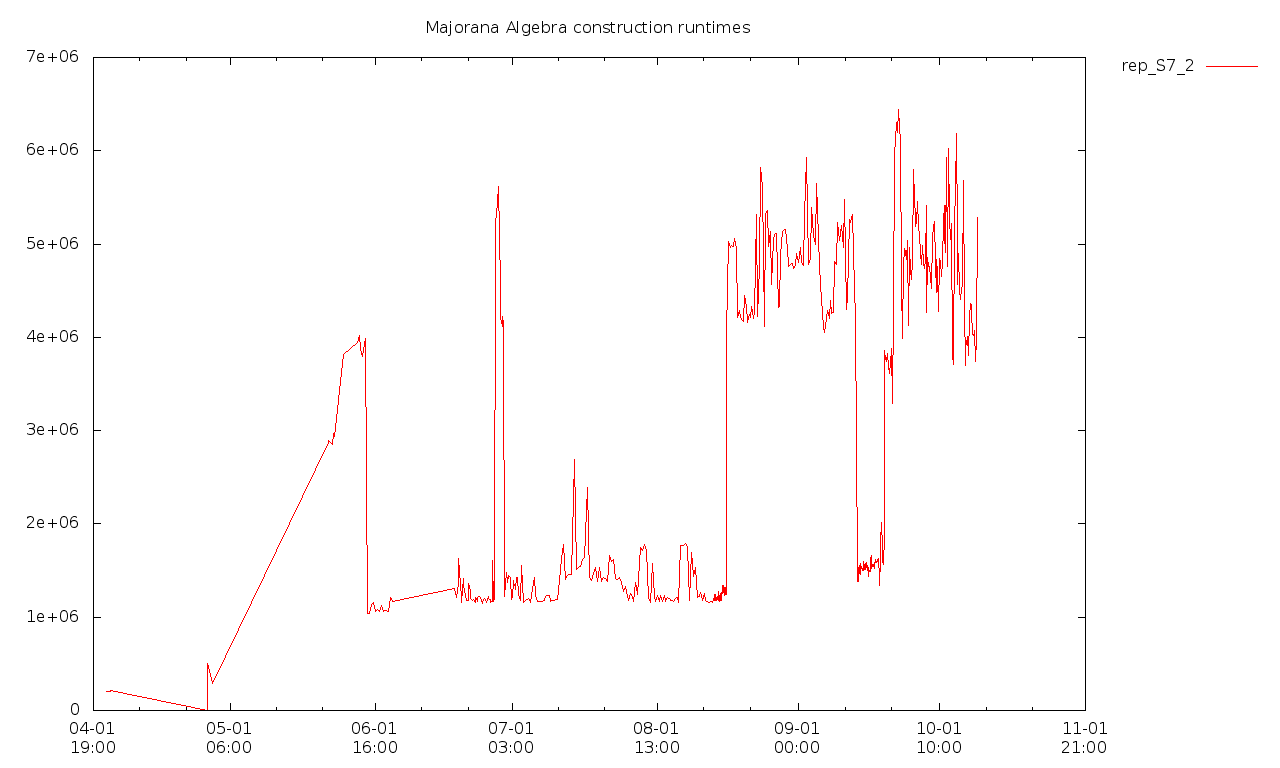 Majorana Algebra construction runtimes
rep_S7_2
7e+06
6e+06
5e+06
4e+06
3e+06
2e+06
1e+06
0
04-01 05-01 06-01 07-01 08-01 09-01 10-01 11-01
19:00 06:00 16:00 03:00 13:00 00:00 10:00 21:00